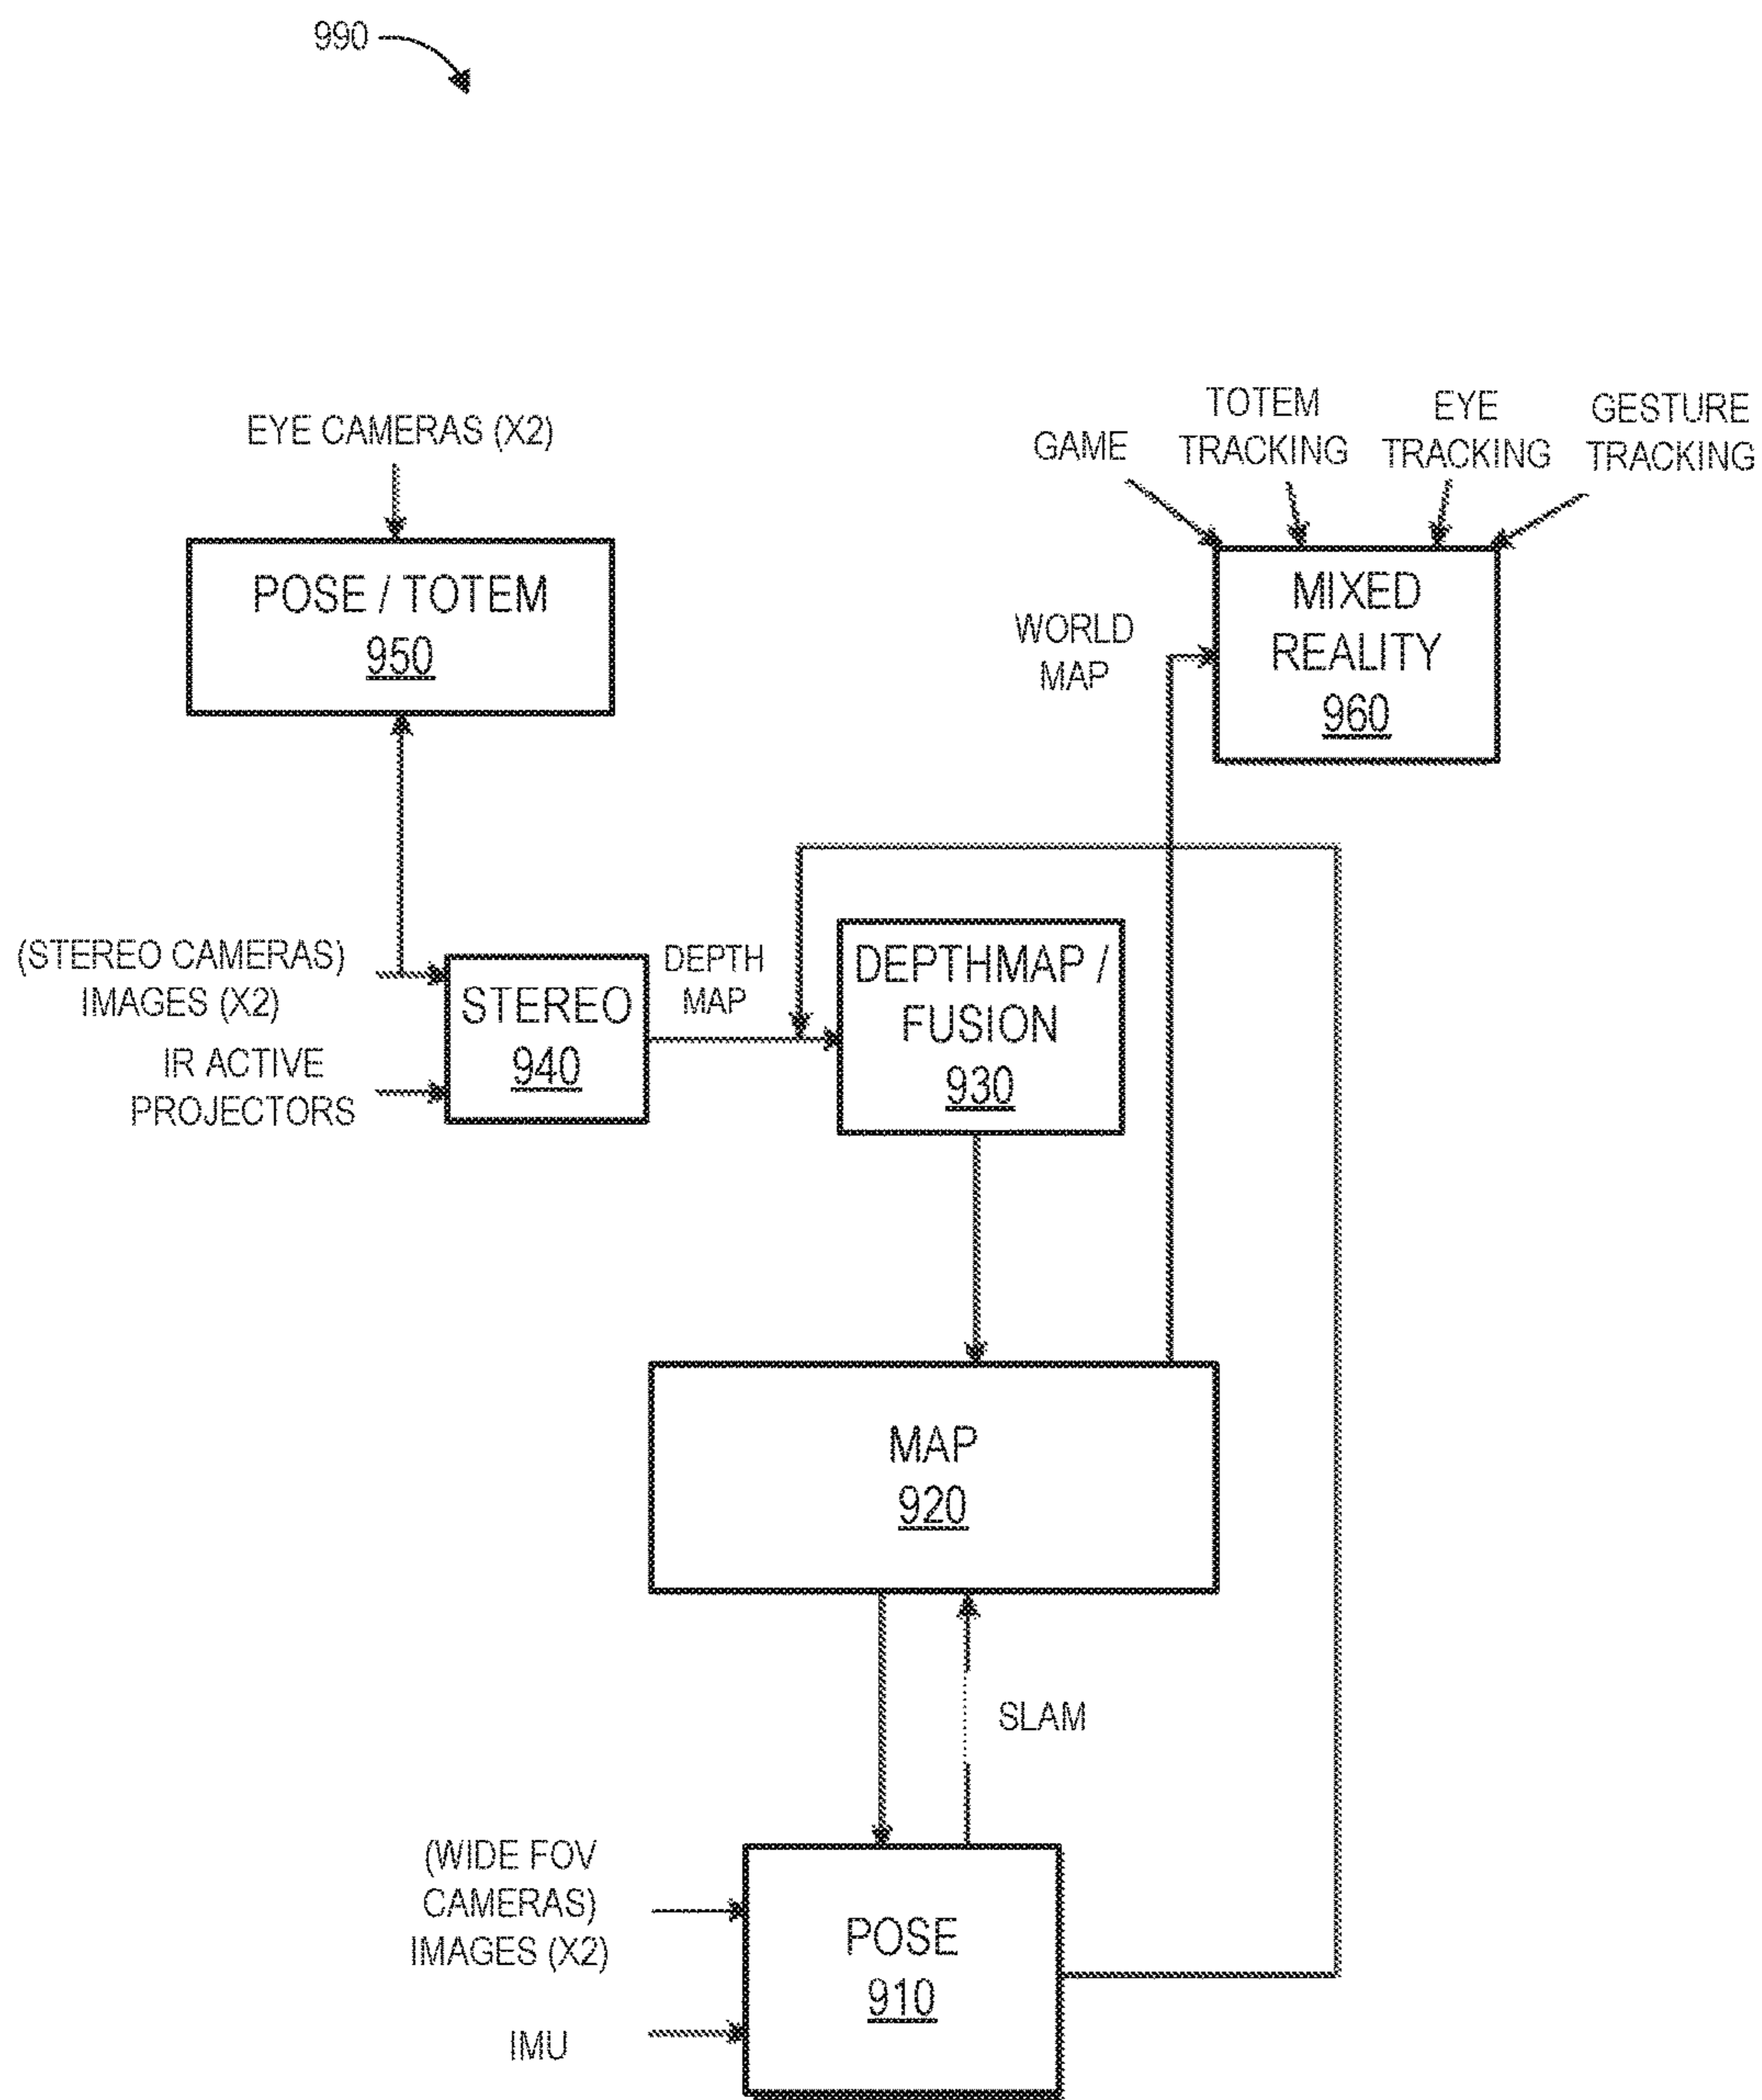 990
EYE CAMERAS (X2)
POSE / TOTEM
950
GAME
TOTEM
TRACKING
EYE
TRACKING
GESTURE
TRACKING
WORLD
MAP
MIXED
REALITY
960
(STEREO CAMERAS)
IMAGES (X2)
IR ACTIVE
PROJECTORS
STEREO
940
DEPTH
MAP
DEPTHMAP /
FUSION
930
MAP
920
SLAM
(WIDE FOV
CAMERAS)
IMAGES (X2)
IMU
POSE
910